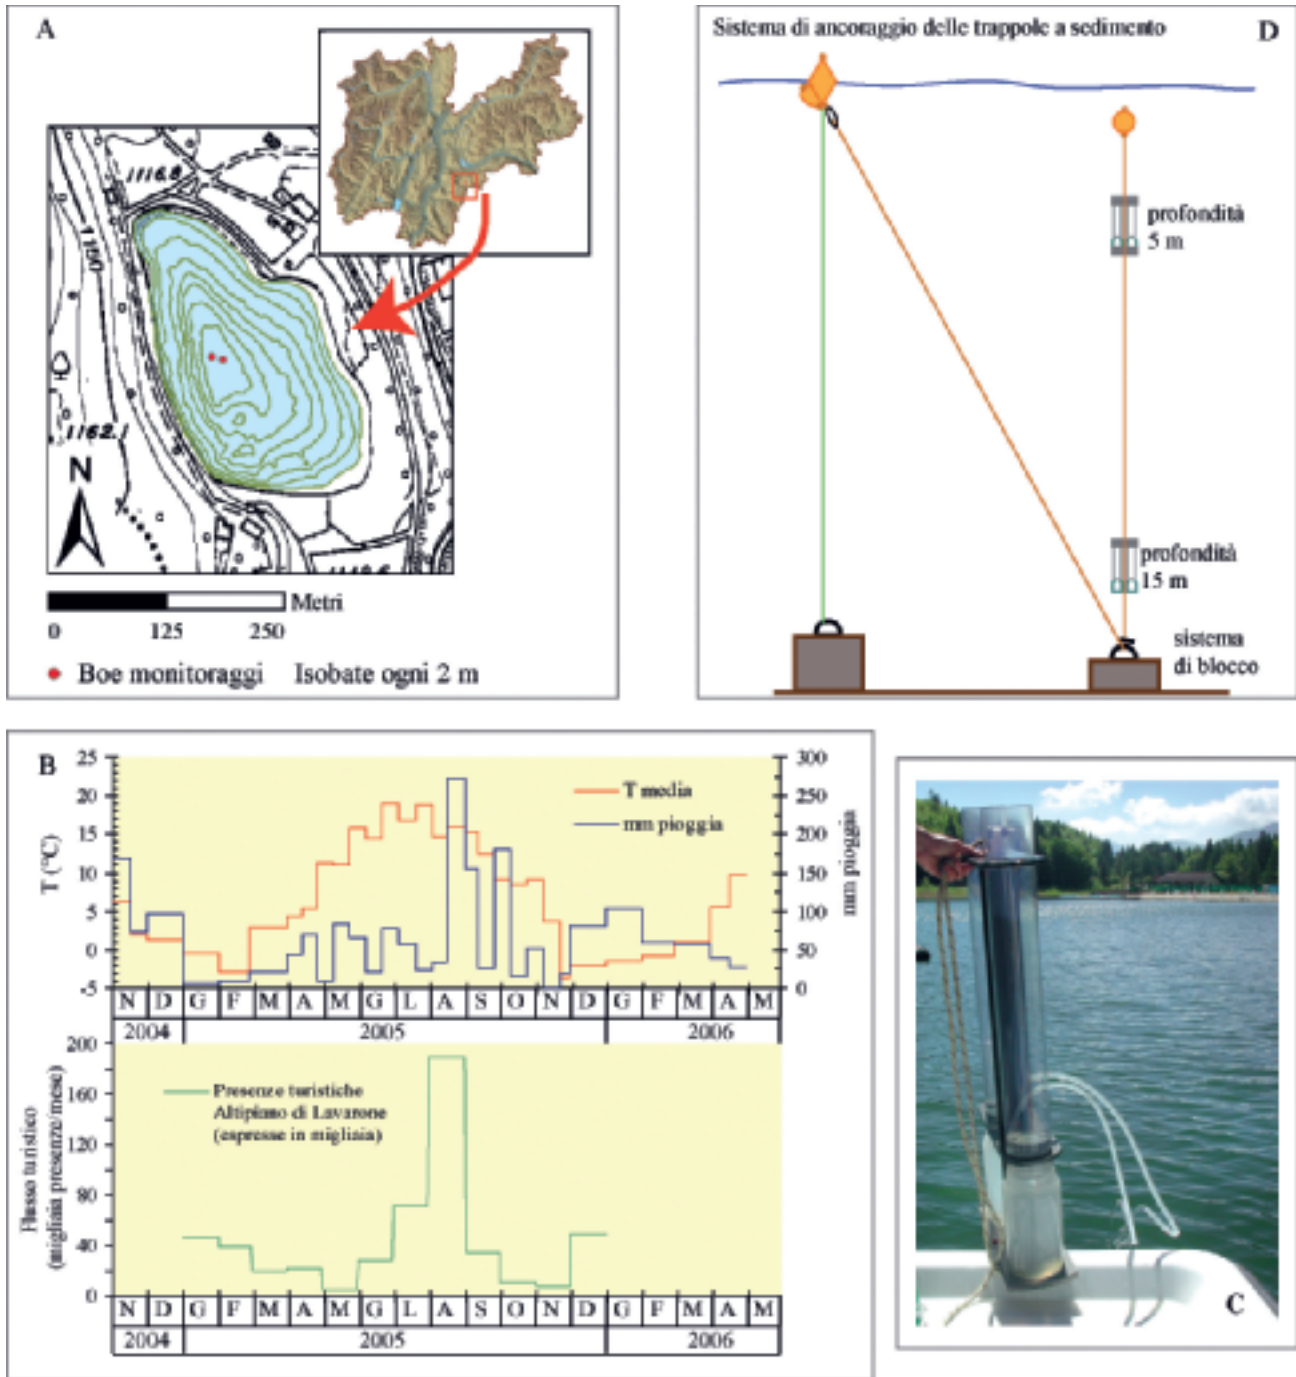 A
1116.8
1100
1162.1
N
Metri
0 125 250
Boe monitoraggi Isobate ogni 2 m
Sistema di ancoraggio delle trappole a sedimento D
profondità
5 m
profondità
15 m
sistema
di blocco
B
25
20
15
10
5
0
-5
T (°C)
T media
mm pioggia
300
250
200
150
100
50
0
mm pioggia
N D G F M A M G L A S O N D G F M A M
2004 2005 2006
200
160
120
80
40
0
Flusso turistico
(migliaia presenze/mese)
Presenze turistiche
Altipiano di Lavarone
(espresse in migliaia)
N D G F M A M G L A S O N D G F M A M
2004 2005 2006
C